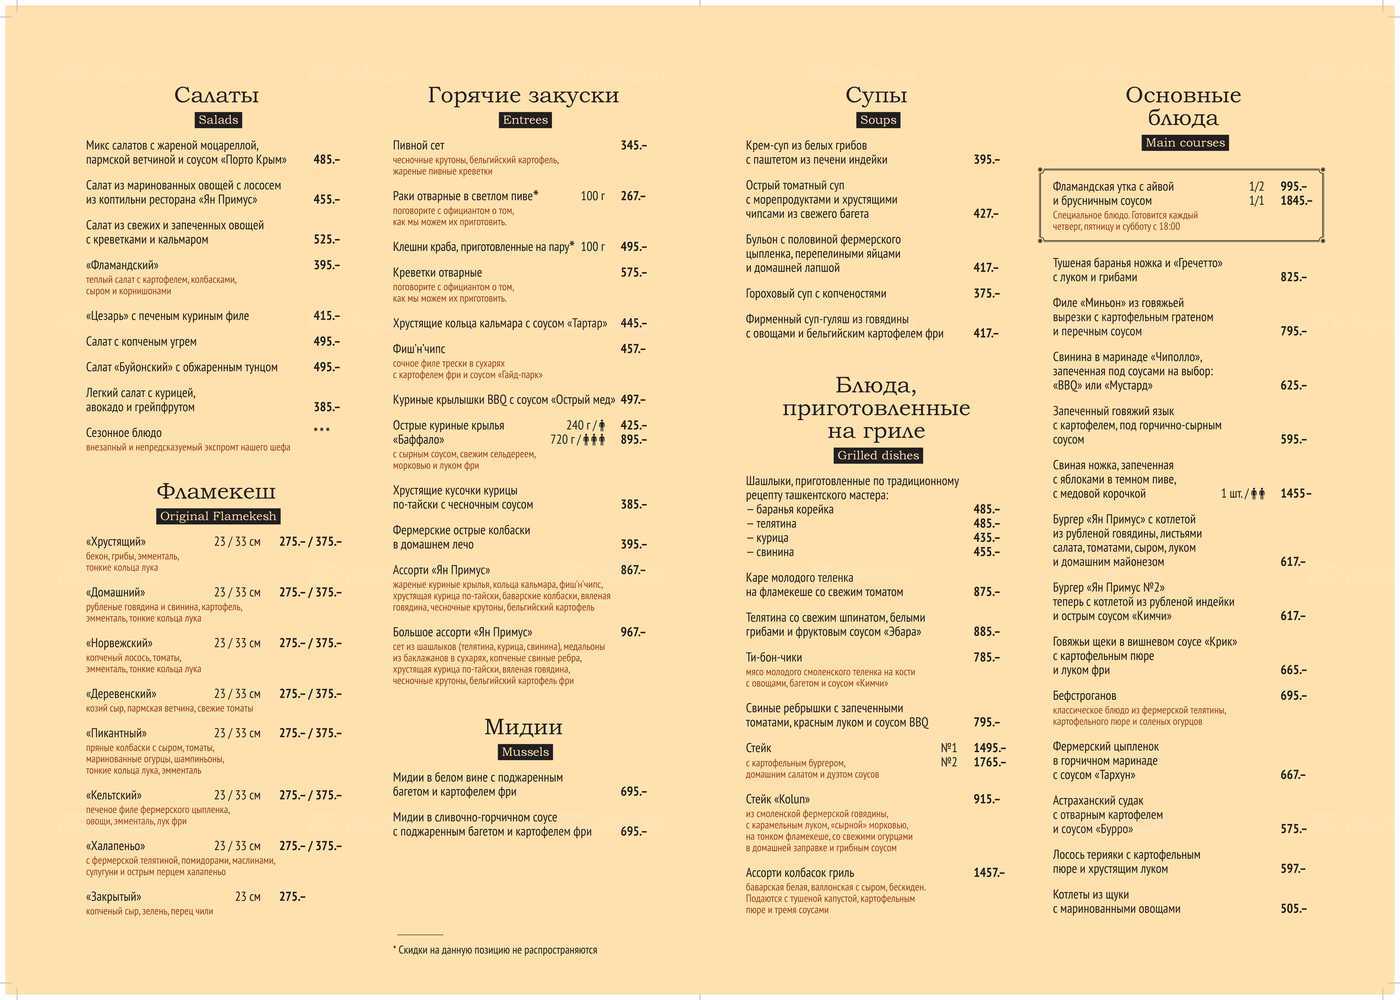 Салаты
Salads
Микс салатов с жареной моцареллой,
пармской ветчиной и соусом «Порто Крым» 485.–
Салат из маринованных овощей с лососем
из коптильни ресторана «Ян Примус» 455.–
Салат из свежих и запеченных овощей
с креветками и кальмаром 525.–
«Фламандский» 395.–
теплый салат с картофелем, колбасками,
сыром и корнишонами
«Цезарь» с печеным куриным филе 415.–
Салат с копченым угрем 495.–
Салат «Буйонский» с обжаренным тунцом 495.–
Легкий салат с курицей,
авокадо и грейпфрутом 385.–
Сезонное блюдо ***
внезапный и непредсказуемый экспромт нашего шефа
Фламекеш
Original Flamekesh
«Хрустящий» 23 / 33 см 275.– / 375.–
бекон, грибы, эмменталь,
тонкие кольца лука
«Домашний» 23 / 33 см 275.– / 375.–
рубленые говядина и свинина, картофель,
эмменталь, тонкие кольца лука
«Норвежский» 23 / 33 см 275.– / 375.–
копченый лосось, томаты,
эмменталь, тонкие кольца лука
«Деревенский» 23 / 33 см 275.– / 375.–
козий сыр, пармская ветчина, свежие томаты
«Пикантный» 23 / 33 см 275.– / 375.–
пряные колбаски с сыром, томаты,
маринованные огурцы, шампиньоны,
тонкие кольца лука, эмменталь
«Кельтский» 23 / 33 см 275.– / 375.–
печеное филе фермерского цыпленка,
овощи, эмменталь, лук фри
«Халапеньо» 23 / 33 см 275.– / 375.–
с фермерской телятиной, помидорами, маслинами,
сулугуни и острым перцем халапеньо
«Закрытый» 23 см 275.–
копченый сыр, зелень, перец чили
Горячие закуски
Entrees
Пивной сет 345.–
чесночные крутоны, бельгийский картофель,
жареные пивные креветки
Раки отварные в светлом пиве* 100 г 267.–
поговорите с официантом о том,
как мы можем их приготовить.
Клешни краба, приготовленные на пару* 100 г 495.–
Креветки отварные 575.–
поговорите с официантом о том,
как мы можем их приготовить.
Хрустящие кольца кальмара с соусом «Тартар» 445.–
Фиш'н'чипс 457.–
сочное филе трески в сухарях
с картофелем фри и соусом «Гайд-парк»
Куриные крылышки BBQ с соусом «Острый мед» 497.–
Острые куриные крылья 240 г / 425.–
«Баффало» 720 г / 895.–
с сырным соусом, свежим сельдереем,
морковью и луком фри
Хрустящие кусочки курицы
по-тайски с чесночным соусом 385.–
Фермерские острые колбаски
в домашнем лечо 395.–
Ассорти «Ян Примус» 867.–
жареные куриные крылья, кольца кальмара, фиш'н'чипс,
хрустящая курица по-тайски, баварские колбаски, вяленая
говядина, чесночные крутоны, бельгийский картофель
Большое ассорти «Ян Примус» 967.–
сет из шашлыков (телятина, курица, свинина), медальоны
из баклажанов в сухарях, копченые свиные ребра,
хрустящая курица по-тайски, вяленая говядина,
чесночные крутоны, бельгийский картофель фри
Мидии
Mussels
Мидии в белом вине с поджаренным
багетом и картофелем фри 695.–
Мидии в сливочно-горчичном соусе
с поджаренным багетом и картофелем фри 695.–
* Скидки на данную позицию не распространяются
Супы
Soups
Крем-суп из белых грибов
с паштетом из печени индейки 395.–
Острый томатный суп
с морепродуктами и хрустящими
чипсами из свежего багета 427.–
Бульон с половиной фермерского
цыпленка, перепелиными яйцами
и домашней лапшой 417.–
Гороховый суп с копченостями 375.–
Фирменный суп-гуляш из говядины
с овощами и бельгийским картофелем фри 417.–
Блюда,
приготовленные
на гриле
Grilled dishes
Шашлыки, приготовленные по традиционному
рецепту ташкентского мастера:
– баранья корейка 485.–
– телятина 485.–
– курица 435.–
– свинина 455.–
Каре молодого теленка
на фламекеше со свежим томатом 875.–
Телятина со свежим шпинатом, белыми
грибами и фруктовым соусом «Эбара» 885.–
Ти-бон-чики 785.–
мясо молодого смоленского теленка на кости
с овощами, багетом и соусом «Кимчи»
Свиные ребрышки с запеченными
томатами, красным луком и соусом BBQ 795.–
Стейк №1 1495.–
с картофельным бургером, №2 1765.–
домашним салатом и дуэтом соусов
Стейк «Kolun» 915.–
из смоленской фермерской говядины,
с карамельным луком, «сырной» морковью,
на тонком фламекеше, со свежими огурцами
в домашней заправке и грибным соусом
Ассорти колбасок гриль 1457.–
баварская белая, валлонская с сыром, бескиден.
Подаются с тушеной капустой, картофельным
пюре и тремя соусами
Основные
блюда
Main courses
Фламандская утка с айвой 1/2 995.–
и брусничным соусом 1/1 1845.–
Специальное блюдо. Готовится каждый
четверг, пятницу и субботу с 18:00
Тушеная баранья ножка и «Гречетто»
с луком и грибами 825.–
Филе «Миньон» из говяжьей
вырезки с картофельным гратеном
и перечным соусом 795.–
Свинина в маринаде «Чиполло»,
запеченная под соусами на выбор:
«BBQ» или «Мустард» 625.–
Запеченный говяжий язык
с картофелем, под горчично-сырным
соусом 595.–
Свиная ножка, запеченная
с яблоками в темном пиве,
с медовой корочкой 1 шт. / 1455–
Бургер «Ян Примус» с котлетой
из рубленой говядины, листьями
салата, томатами, сыром, луком
и домашним майонезом 617.–
Бургер «Ян Примус №2»
теперь с котлетой из рубленой индейки
и острым соусом «Кимчи» 617.–
Говяжьи щеки в вишневом соусе «Крик»
с картофельным пюре
и луком фри 665.–
Бефстроганов 695.–
классическое блюдо из фермерской телятины,
картофельного пюре и соленых огурцов
Фермерский цыпленок
в горчичном маринаде
с соусом «Тархун» 667.–
Астраханский судак
с отварным картофелем
и соусом «Бурро» 575.–
Лосось терияки с картофельным
пюре и хрустящим луком 597.–
Котлеты из щуки
с маринованными овощами 505.–